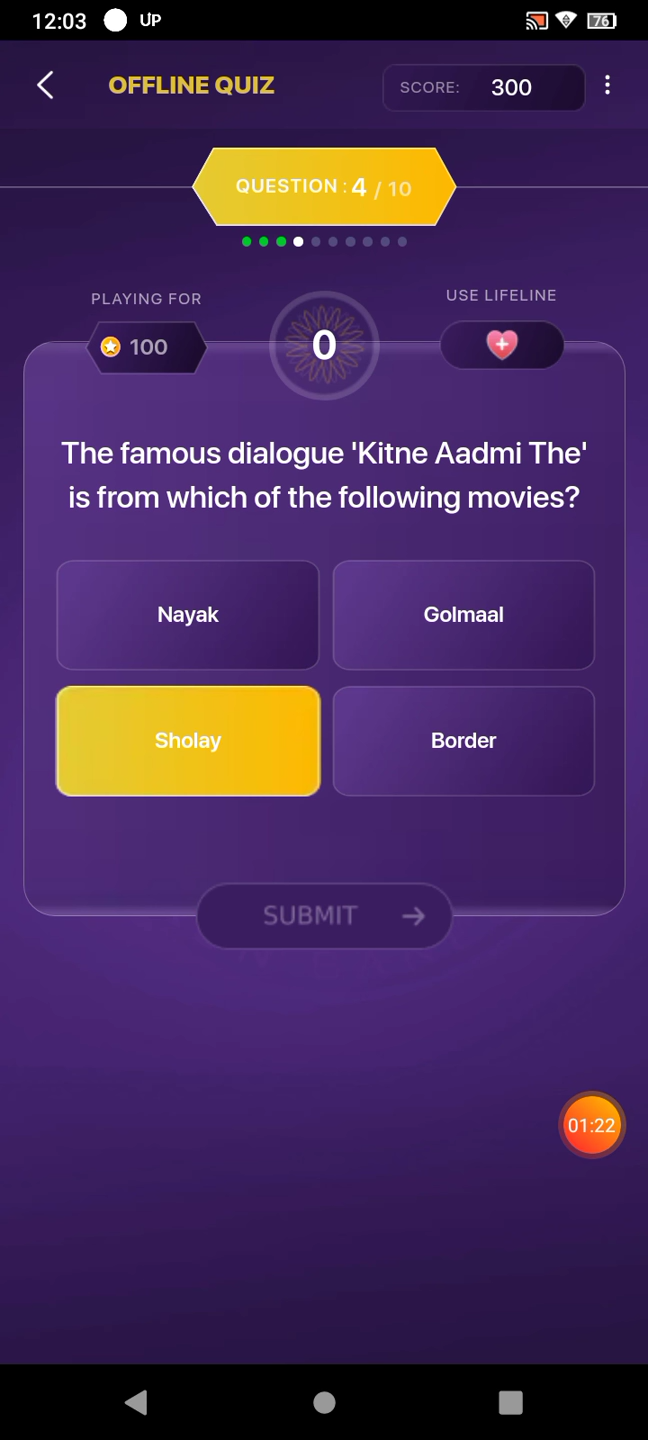 12:03 UP 76
OFFLINE QUIZ SCORE: 300
QUESTION : 4 / 10
PLAYING FOR USE LIFELINE
100 0
The famous dialogue 'Kitne Aadmi The'
is from which of the following movies?
Nayak Golmaal
Sholay Border
SUBMIT
01:22